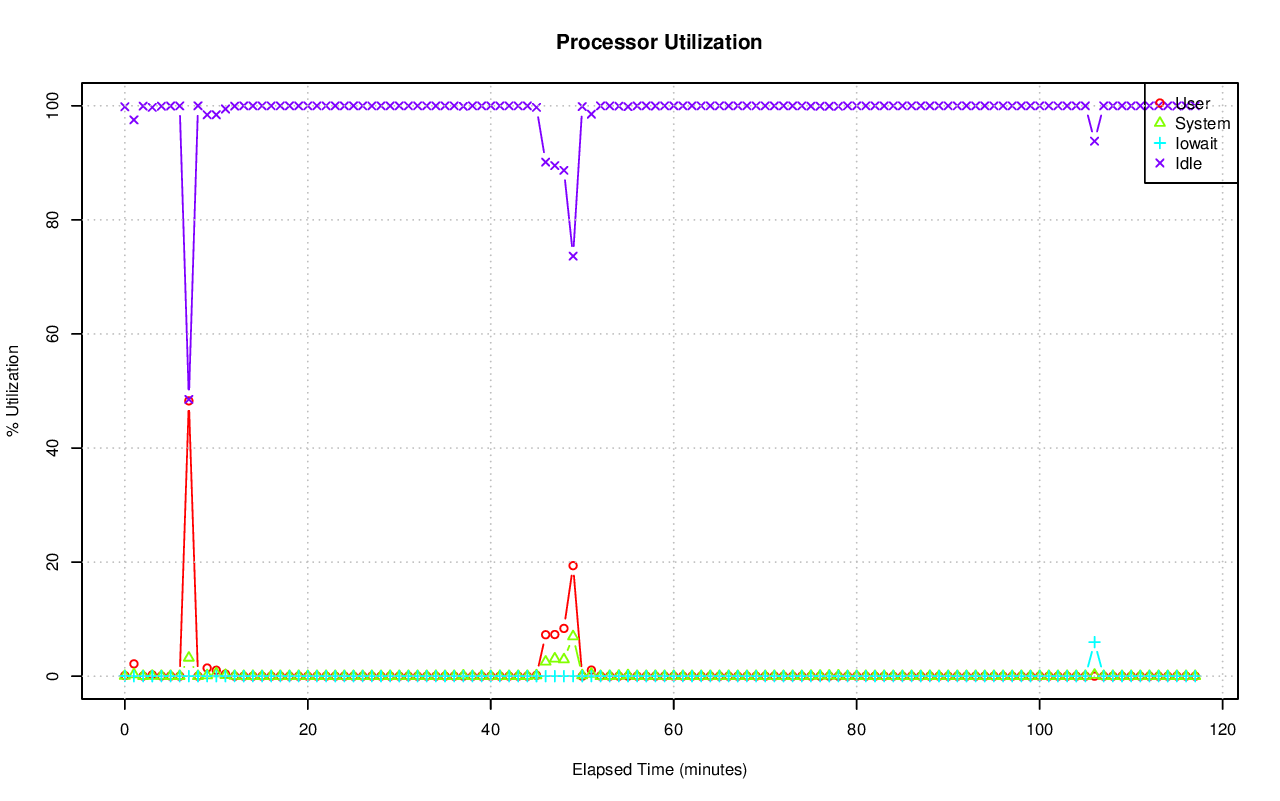 Processor Utilization
% Utilization
100
80
60
40
20
0
User
System
Iowait
Idle
0 20 40 60 80 100 120
Elapsed Time (minutes)